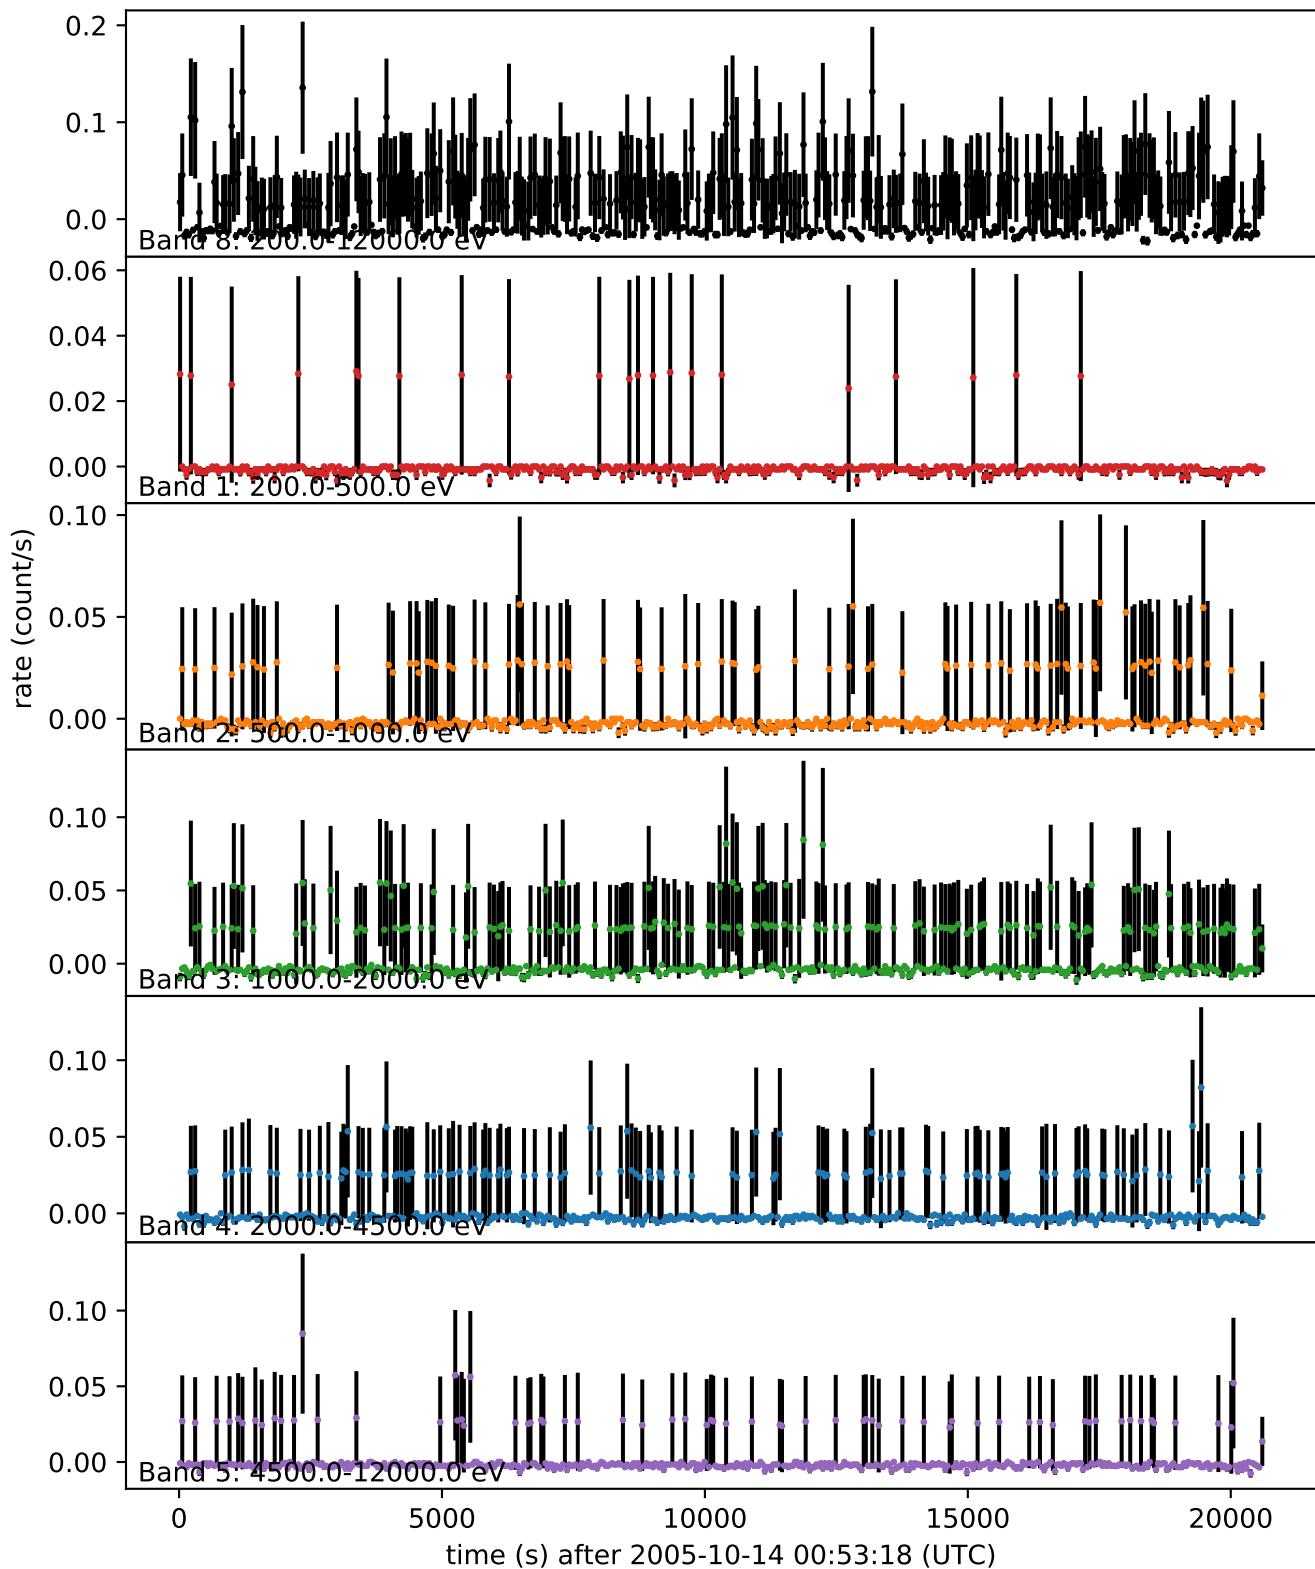 0.2
0.1
0.0
Band 8: 200.0-12000.0 eV
0.06
0.04
0.02
0.00
Band 1: 200.0-500.0 eV
rate (count/s)
0.10
0.05
0.00
Band 2: 500.0-1000.0 eV
0.10
0.05
0.00
Band 3: 1000.0-2000.0 eV
0.10
0.05
0.00
Band 4: 2000.0-4500.0 eV
0.10
0.05
0.00
Band 5: 4500.0-12000.0 eV
0 5000 10000 15000 20000
time (s) after 2005-10-14 00:53:18 (UTC)